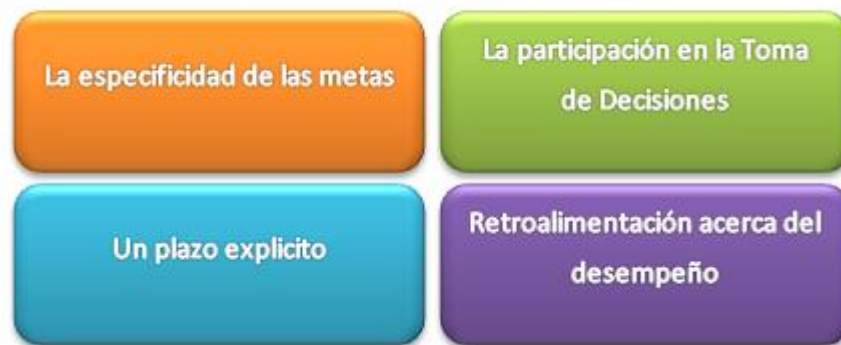 La especificidad de las metas
La participación en la Toma
de Decisiones
Un plazo explicito
Retroalimentación acerca del
desempeño